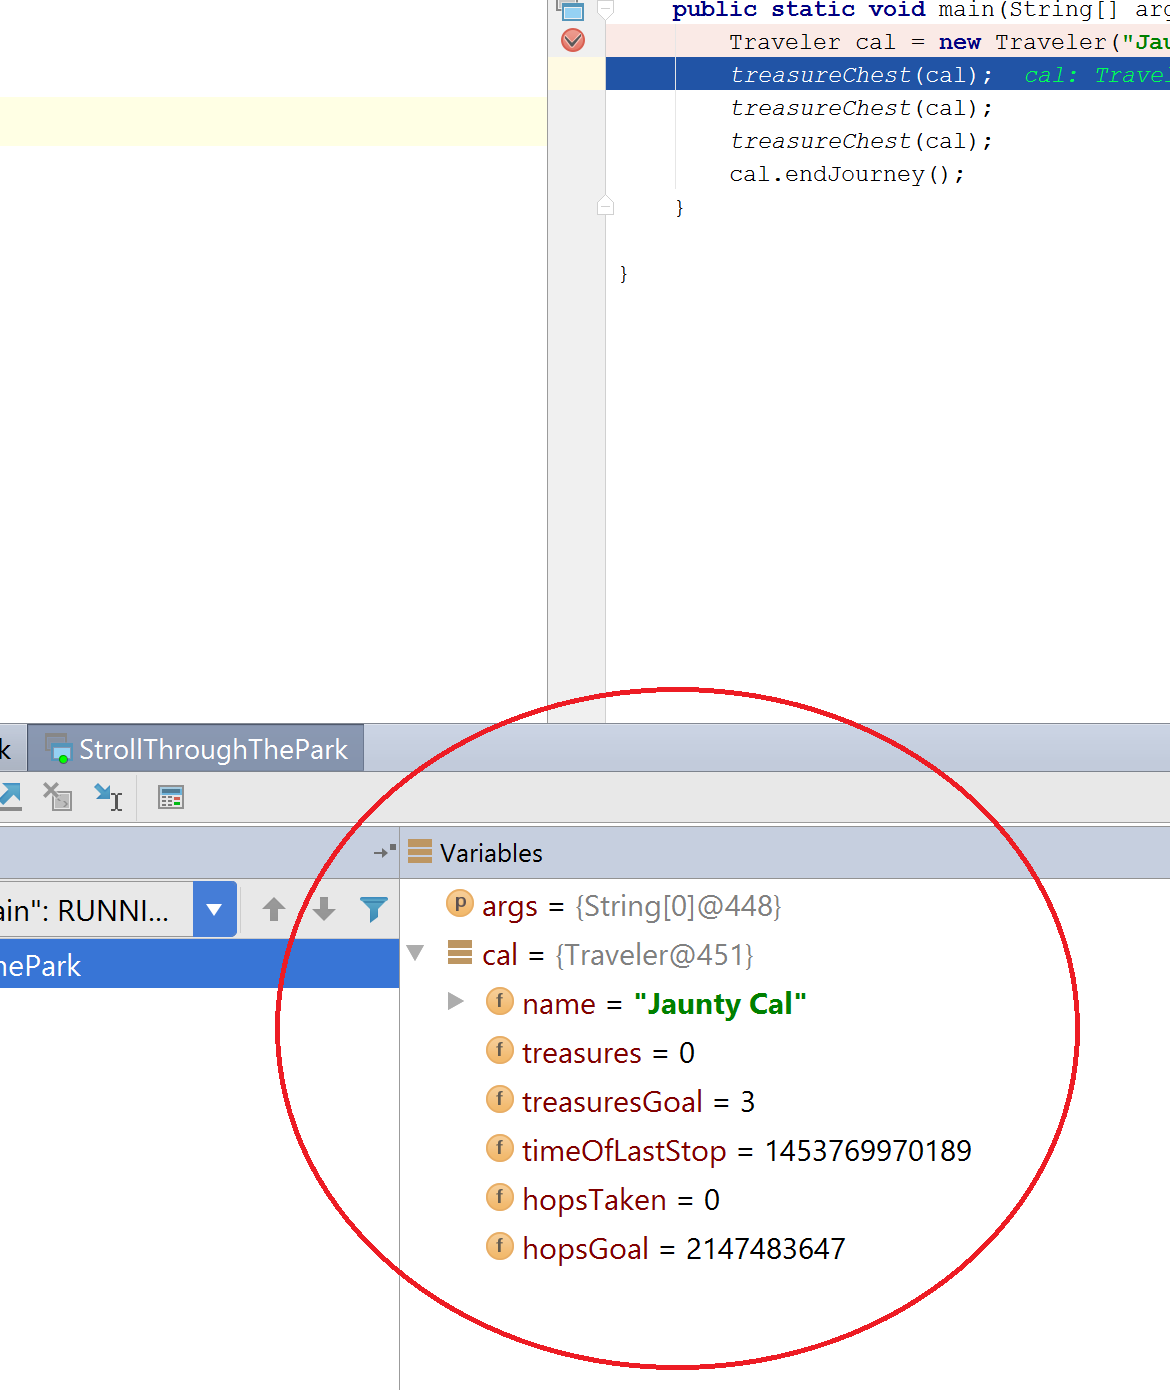 public static void main(String[] arg
Traveler cal = new Traveler("Jau
treasureChest(cal); cal: Travel
treasureChest(cal);
treasureChest(cal);
cal.endJourney();
}
}
k StrollThroughThePark
Variables
ain": RUNNI...
hePark
p args = {String[0]@448}
cal = {Traveler@451}
f name = "Jaunty Cal"
f treasures = 0
f treasuresGoal = 3
f timeOfLastStop = 1453769970189
f hopsTaken = 0
f hopsGoal = 2147483647